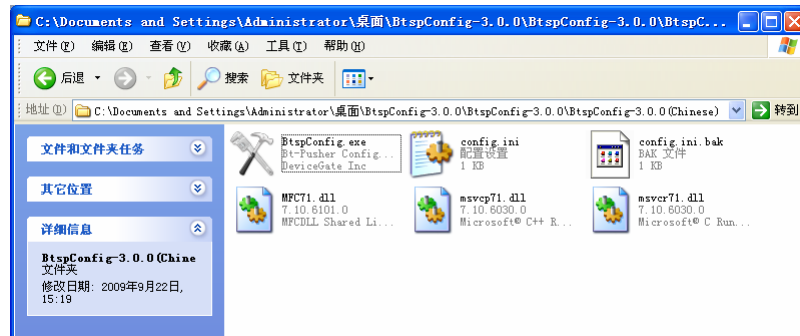 C:\Documents and Settings\Administrator\桌面\BtspConfig-3.0.0\BtspConfig-3.0.0\BtspC...
文件(F) 编辑(E) 查看(V) 收藏(A) 工具(T) 帮助(H)
后退 搜索 文件夹
地址(D) C:\Documents and Settings\Administrator\桌面\BtspConfig-3.0.0\BtspConfig-3.0.0\BtspConfig-3.0.0(Chinese) 转到
文件和文件夹任务
其它位置
详细信息
BtspConfig-3.0.0(Chine
文件夹
修改日期: 2009年9月22日,
15:19
BtspConfig.exe
Bt-Pusher Config...
DeviceGate Inc
config.ini
配置设置
1 KB
config.ini.bak
BAK 文件
1 KB
MFC71.dll
7.10.6101.0
MFCDLL Shared Li...
msvcp71.dll
7.10.6030.0
Microsoft® C++ R...
msvcr71.dll
7.10.6030.0
Microsoft® C Run...